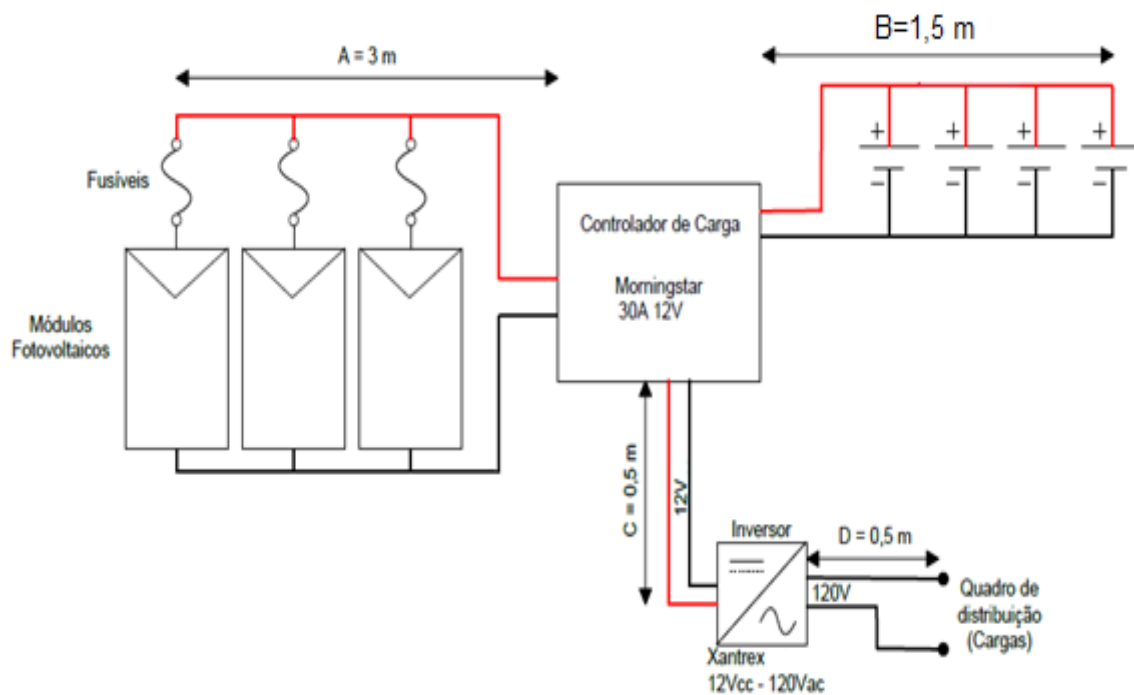 A = 3 m
B=1,5 m
+ + + +
− − − −
Fusíveis
Módulos
Fotovoltaicos
Controlador de Carga
Morningstar
30A 12V
C = 0,5 m
12V
Inversor
D = 0,5 m
120V
Quadro de
distribuição
(Cargas)
Xantrex
12Vcc - 120Vac